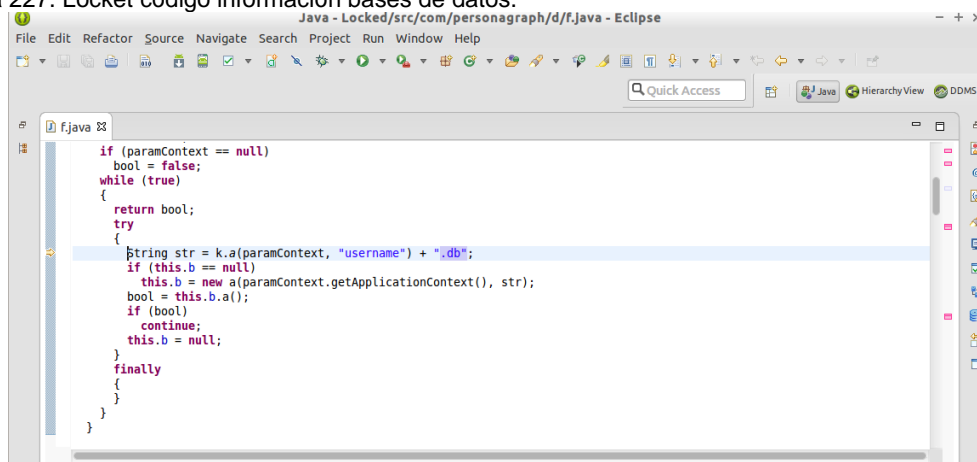 227. Locket código información bases de datos.
Java - Locked/src/com/personagraph/d/f.java - Eclipse
File Edit Refactor Source Navigate Search Project Run Window Help
Quick Access Java Hierarchy View DDMS
f.java
if (paramContext == null)
bool = false;
while (true)
{
return bool;
try
{
String str = k.a(paramContext, "username") + ".db";
if (this.b == null)
this.b = new a(paramContext.getApplicationContext(), str);
bool = this.b.a();
if (bool)
continue;
this.b = null;
}
finally
{
}
}
}